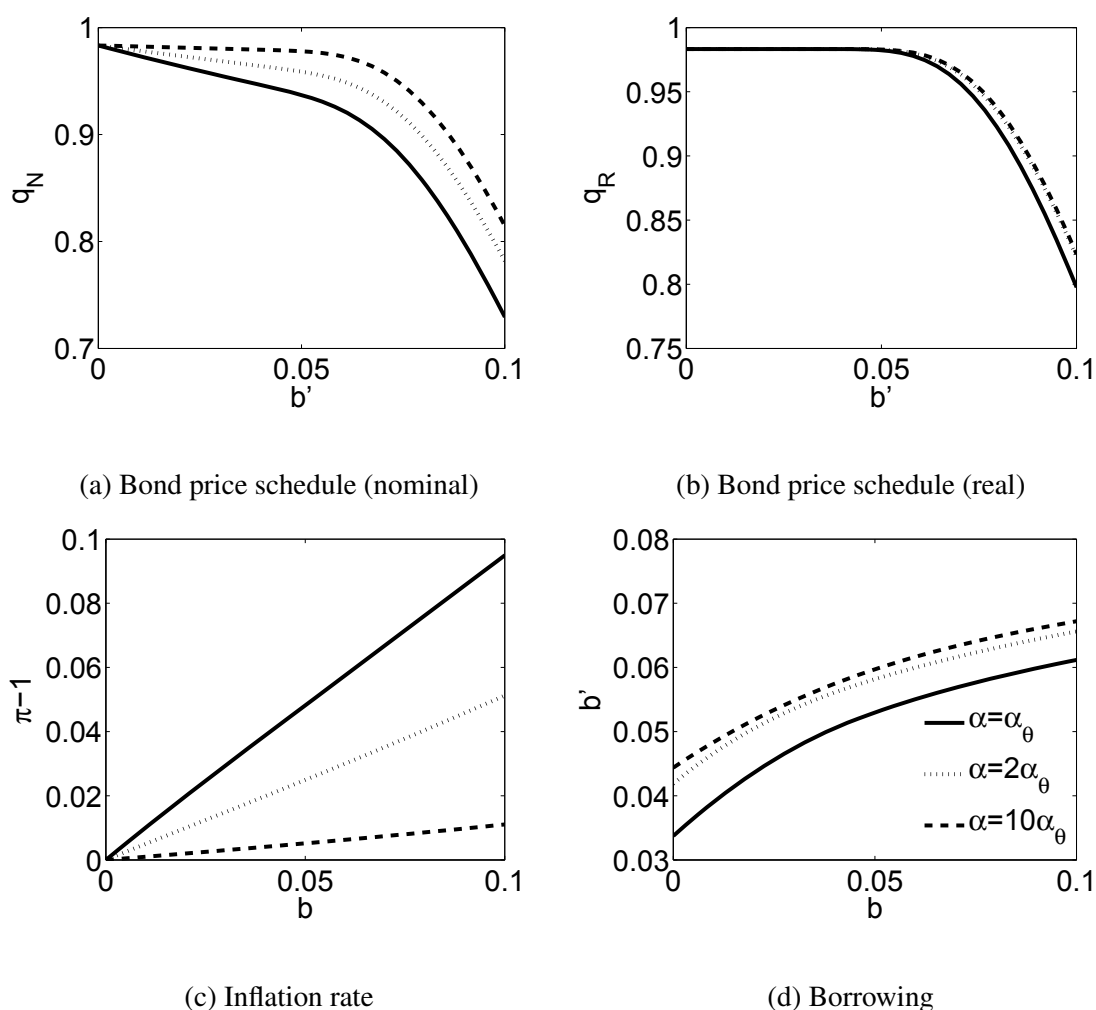 1
0.9
0.8
0.7
q_N
0
0.05
0.1
b'
(a) Bond price schedule (nominal)
1
0.95
0.9
0.85
0.8
0.75
q_R
0
0.05
0.1
b'
(b) Bond price schedule (real)
0.1
0.08
0.06
0.04
0.02
0
π−1
0
0.05
0.1
b
(c) Inflation rate
0.08
0.07
0.06
0.05
0.04
0.03
b'
α=α_θ
α=2α_θ
α=10α_θ
0
0.05
0.1
b
(d) Borrowing